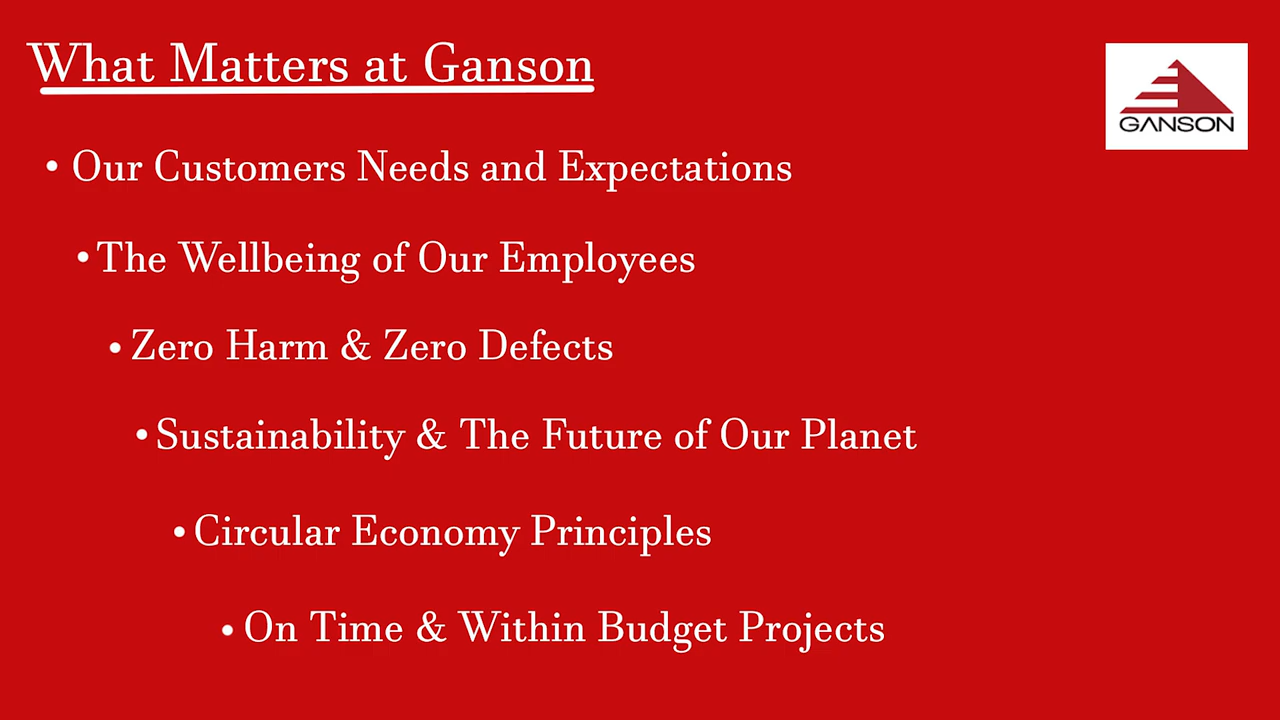 What Matters at Ganson
GANSON
• Our Customers Needs and Expectations
• The Wellbeing of Our Employees
• Zero Harm & Zero Defects
• Sustainability & The Future of Our Planet
• Circular Economy Principles
• On Time & Within Budget Projects